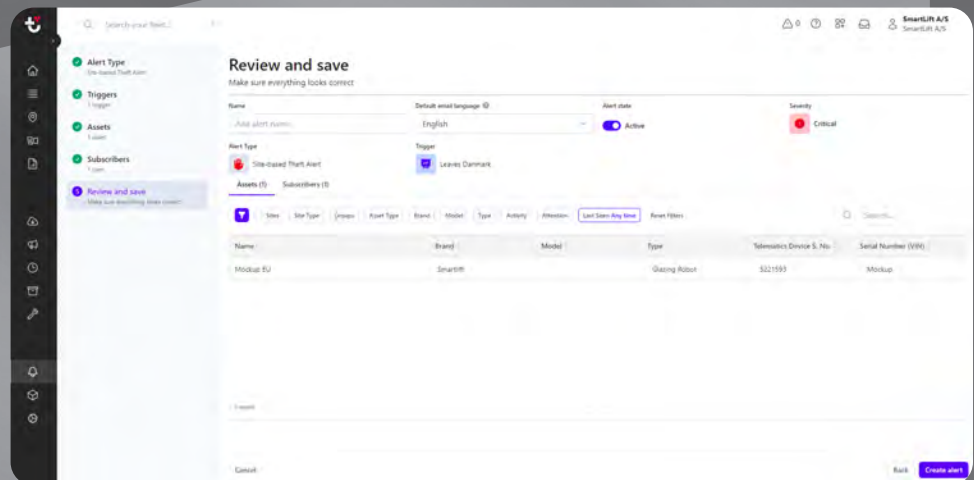 Search your fleet...
0
SmartLift A/S
SmartLift A/S
Alert Type
Site-based Theft Alert
Triggers
1 trigger
Assets
1 asset
Subscribers
1 user
5
Review and save
Make sure everything looks correct
Review and save
Make sure everything looks correct
Name
Default email language
Alert state
Severity
Add alert name
English
Active
Critical
Alert Type
Trigger
Site-based Theft Alert
Leaves Danmark
Assets (1)
Subscribers (1)
Sites
Site Type
Groups
Asset Type
Brand
Model
Type
Activity
Attention
Last Seen Any time
Reset Filters
Search...
Name
Brand
Model
Type
Telematics Device S. No.
Serial Number (VIN)
Mockup EU
Smartlift
Glazing Robot
5221593
Mockup
Cancel
Back
Create alert